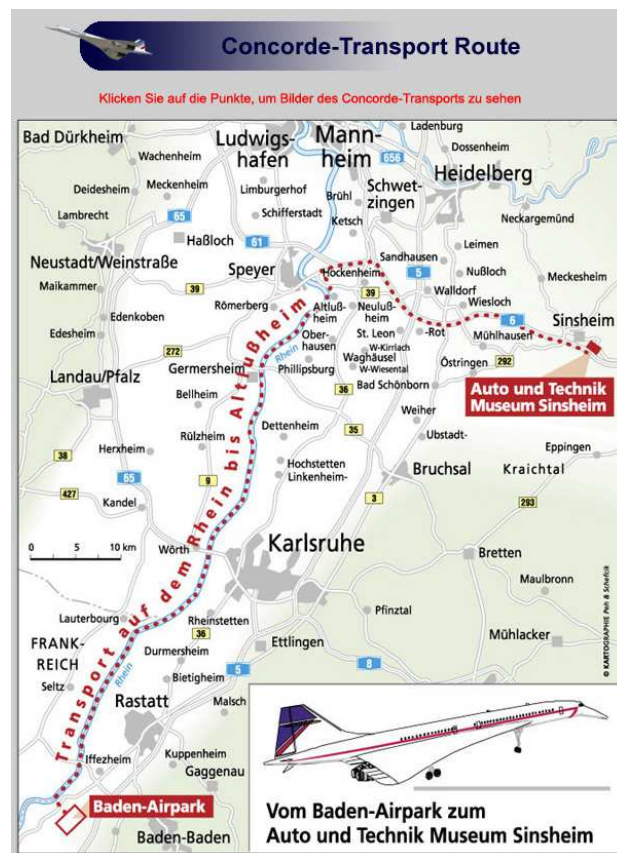 Concorde-Transport Route
Klicken Sie auf die Punkte, um Bilder des Concorde-Transports zu sehen
Bad Dürkheim
Ludwigs-
hafen
Mann-
heim
Ladenburg
656
Dossenheim
Wachenheim
Deidesheim
Meckenheim
Limburgerhof
Brühl
Schwet-
zingen
Heidelberg
Lambrecht
65
Schifferstadt
Ketsch
Neckargemünd
Haßloch
61
Sandhausen
Leimen
Neustadt/Weinstraße
Speyer
Hockenheim
5
Nußloch
Meckesheim
Maikammer
39
39
Walldorf
Römerberg
Altluß-
heim
Neuluß-
heim
Wiesloch
Edenkoben
6
Sinsheim
Edesheim
Rhein
Ober-
hausen
St. Leon
-Rot
Mühlhausen
272
W-Kirrlach
Waghäusel
W-Wiesental
292
Germersheim
Phillipsburg
Östringen
Landau/Pfalz
Bellheim
36
Bad Schönborn
Auto und Technik
Museum Sinsheim
Weiher
Dettenheim
Ubstadt-
Rülzheim
35
Herxheim
Eppingen
38
Hochstetten
Linkenheim-
Bruchsal
Kraichtal
65
9
427
3
293
Kandel
0 5 10 km
Wörth
Karlsruhe
Bretten
Transport auf dem Rhein bis Altlußheim
Maulbronn
Lauterbourg
Rheinstetten
Pfinztal
36
FRANK-
REICH
Ettlingen
Mühlacker
Durmersheim
Rhein
5
8
Seltz
Bietigheim
© KARTOGRAPHIE Peh & Schefcik
Rastatt
Malsch
Iffezheim
Kuppenheim
Gaggenau
Baden-Airpark
Baden-Baden
Vom Baden-Airpark zum
Auto und Technik Museum Sinsheim